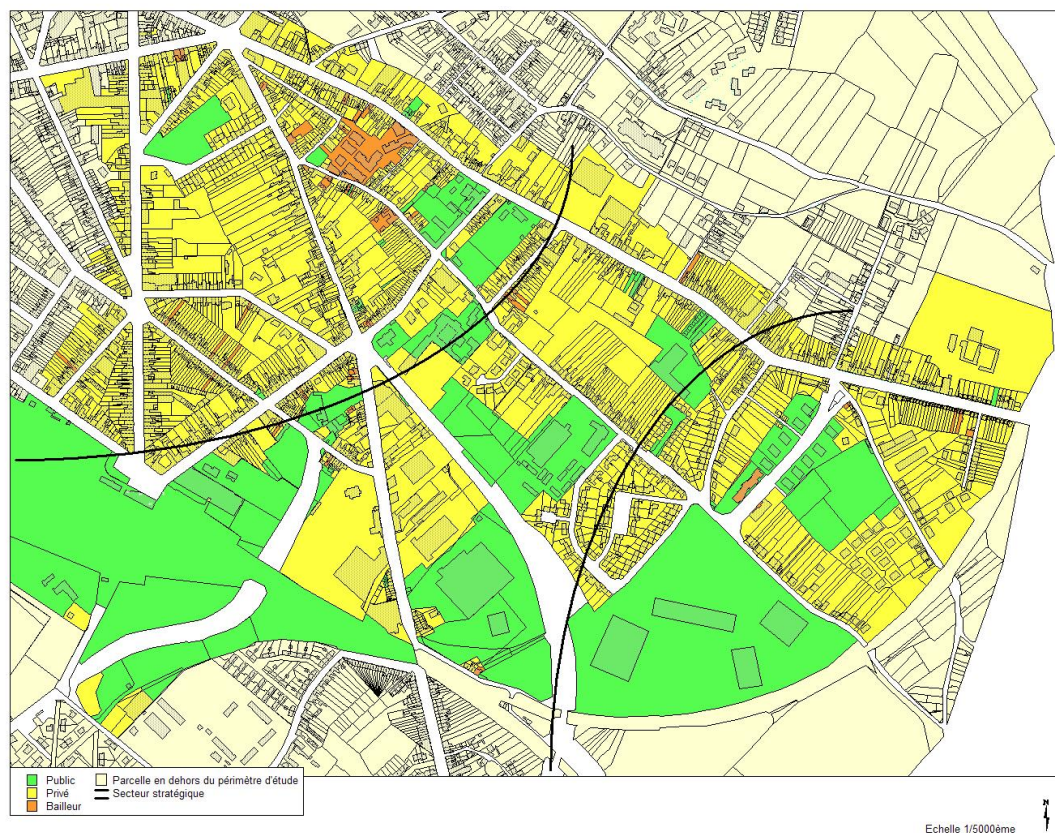 Public
Privé
Bailleur
Parcelle en dehors du périmètre d'étude
Secteur stratégique
N
Echelle 1/5000ème